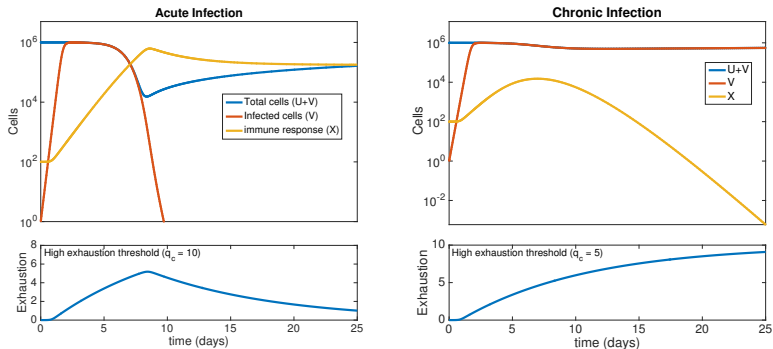 Acute Infection
10^6
10^4
10^2
10^0
Cells
Total cells (U+V)
Infected cells (V)
immune response (X)
8
6
4
2
0
Exhaustion
High exhaustion threshold (q_c = 10)
0 5 10 15 20 25
time (days)
Chronic Infection
10^6
10^4
10^2
10^0
10^-2
Cells
U+V
V
X
10
5
0
Exhaustion
High exhaustion threshold (q_c = 5)
0 5 10 15 20 25
time (days)